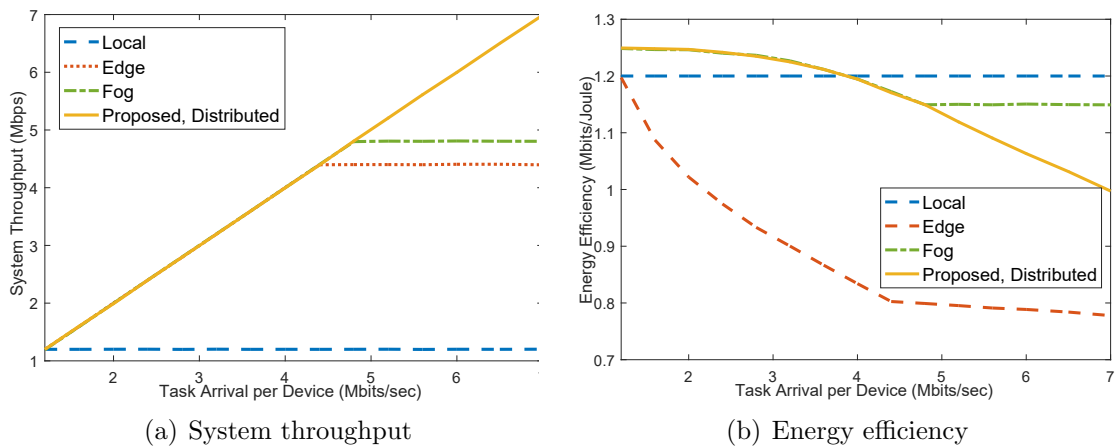 7
6
5
4
3
2
1
System Throughput (Mbps)
Local
Edge
Fog
Proposed, Distributed
2 3 4 5 6 7
Task Arrival per Device (Mbits/sec)
(a) System throughput
1.3
1.2
1.2
1.1
1
0.9
0.8
0.7
Energy Efficiency (Mbits/Joule)
Local
Edge
Fog
Proposed, Distributed
2 3 4 5 6 7
Task Arrival per Device (Mbits/sec)
(b) Energy efficiency